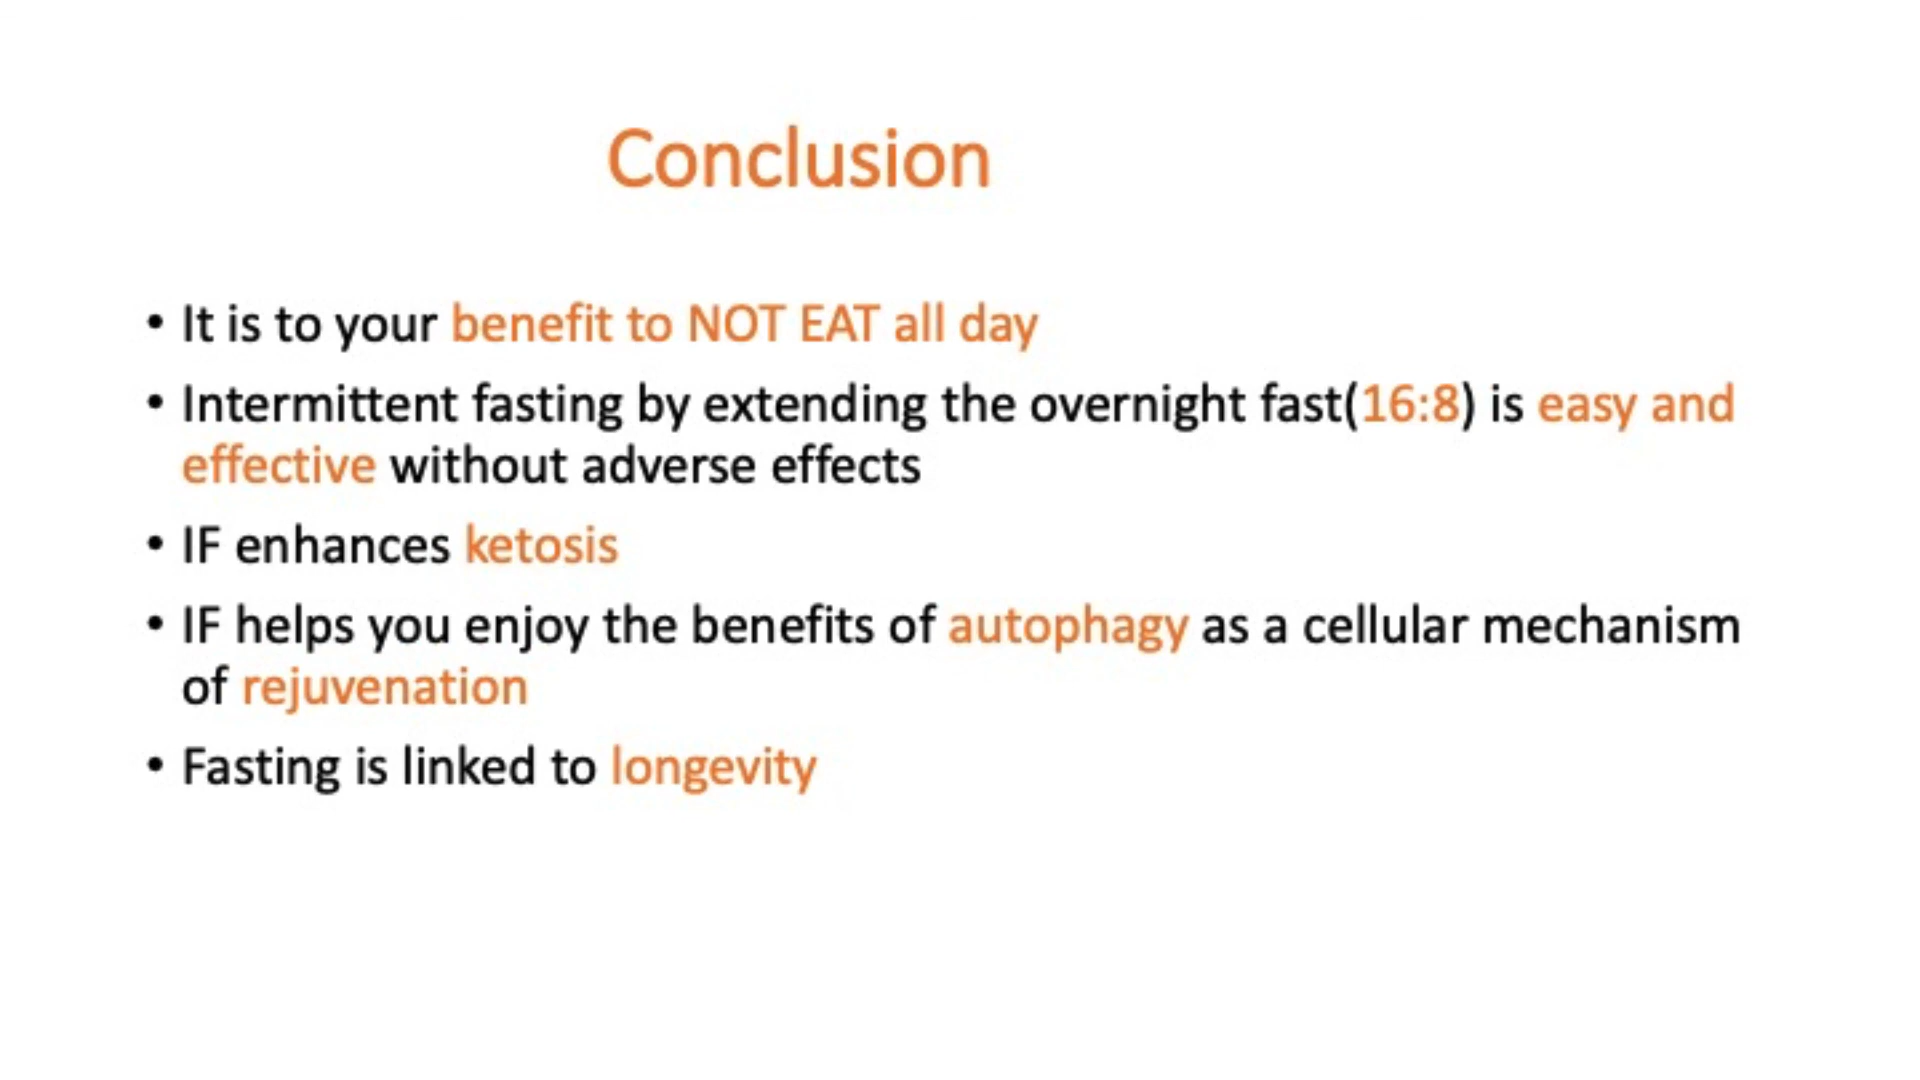 Conclusion
• It is to your benefit to NOT EAT all day
• Intermittent fasting by extending the overnight fast(16:8) is easy and
effective without adverse effects
• IF enhances ketosis
• IF helps you enjoy the benefits of autophagy as a cellular mechanism
of rejuvenation
• Fasting is linked to longevity